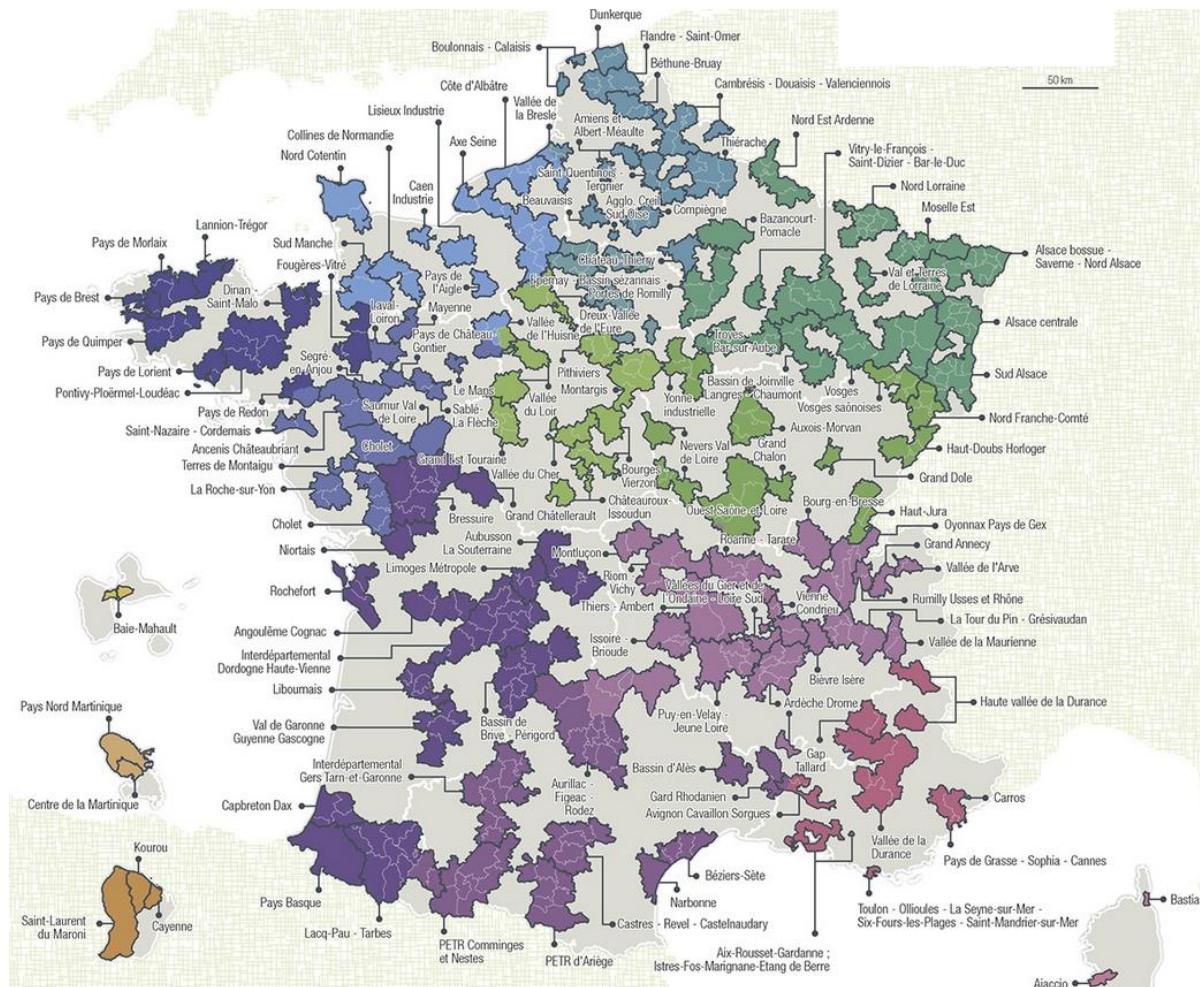 Dunkerque
Boulonnais - Calaisis
Flandre - Saint-Omer
Béthune-Bruay
Côte d'Albâtre
Cambrésis - Douaisis - Valenciennois
50 km
Lisieux Industrie
Vallée de
la Bresle
Amiens et
Albert-Méaulte
Nord Est Ardenne
Collines de Normandie
Axe Seine
Thiérache
Vitry-le-François -
Saint-Dizier - Bar-le-Duc
Nord Cotentin
Saint-Quentinois -
Tergnier
Caen
Industrie
Beauvaisis
Agglo. Creil
Sud Oise
Compiègne
Nord Lorraine
Bazancourt-
Pomacle
Moselle Est
Lannion-Trégor
Pays de Morlaix
Sud Manche
Fougères-Vitré
Château-Thierry
Alsace bossue -
Saverne - Nord Alsace
Pays de
l'Aigle
Epernay - Bassin sézannais -
Portes de Romilly
Val et Terres
de Lorraine
Pays de Brest
Dinan
Saint-Malo
Laval-
Loiron
Mayenne
Dreux-Vallée
de l'Eure
Vallée
de l'Huisne
Pays de Château-
Gontier
Troyes
Bar-sur-Aube
Alsace centrale
Pays de Quimper
Segré-
en-Anjou
Pithiviers
Pays de Lorient
Montargis
Bassin de Joinville -
Langres - Chaumont
Vosges
Sud Alsace
Pontivy-Ploërmel-Loudéac
Le Mans
Vallée
du Loir
Yonne
industrielle
Vosges saônoises
Pays de Redon
Saumur Val
de Loire
Sablé-
La Flèche
Nord Franche-Comté
Saint-Nazaire - Cordemais
Auxois-Morvan
Ancenis Châteaubriant
Cholet
Nevers Val
de Loire
Grand
Chalon
Haut-Doubs Horloger
Terres de Montaigu
Grand Est Touraine
Vallée du Cher
Bourges
Vierzon
Grand Dole
La Roche-sur-Yon
Châteauroux-
Issoudun
Bourg-en-Bresse
Ouest Saône-et-Loire
Haut-Jura
Cholet
Bressuire
Grand Châtellerault
Oyonnax Pays de Gex
Niortais
Aubusson
La Souterraine
Montluçon
Roanne - Tarare
Grand Annecy
Limoges Métropole
Riom
Vichy
Vallée de l'Arve
Rochefort
Vallées du Gier et de
l'Ondaine - Loire Sud
Vienne
Condrieu
Rumilly Usses et Rhône
Thiers - Ambert
La Tour du Pin - Grésivaudan
Baie-Mahault
Angoulême Cognac
Issoire -
Brioude
Vallée de la Maurienne
Interdépartemental
Dordogne Haute-Vienne
Bièvre Isère
Libournais
Ardèche Drome
Haute vallée de la Durance
Pays Nord Martinique
Val de Garonne
Guyenne Gascogne
Bassin de
Brive - Périgord
Puy-en-Velay -
Jeune Loire
Gap
Tallard
Interdépartemental
Gers Tarn-et-Garonne
Aurillac -
Figeac -
Rodez
Bassin d'Alès
Centre de la Martinique
Capbreton Dax
Gard Rhodanien
Carros
Avignon Cavaillon Sorgues
Kourou
Vallée de la
Durance
Pays de Grasse - Sophia - Cannes
Béziers-Sète
Pays Basque
Narbonne
Bastia
Saint-Laurent
du Maroni
Cayenne
Toulon - Ollioules - La Seyne-sur-Mer -
Six-Fours-les-Plages - Saint-Mandrier-sur-Mer
Lacq-Pau - Tarbes
Castres - Revel - Castelnaudary
PETR Comminges
et Nestes
PETR d'Ariège
Aix-Rousset-Gardanne ;
Istres-Fos-Marignane-Etang de Berre
Ajaccio